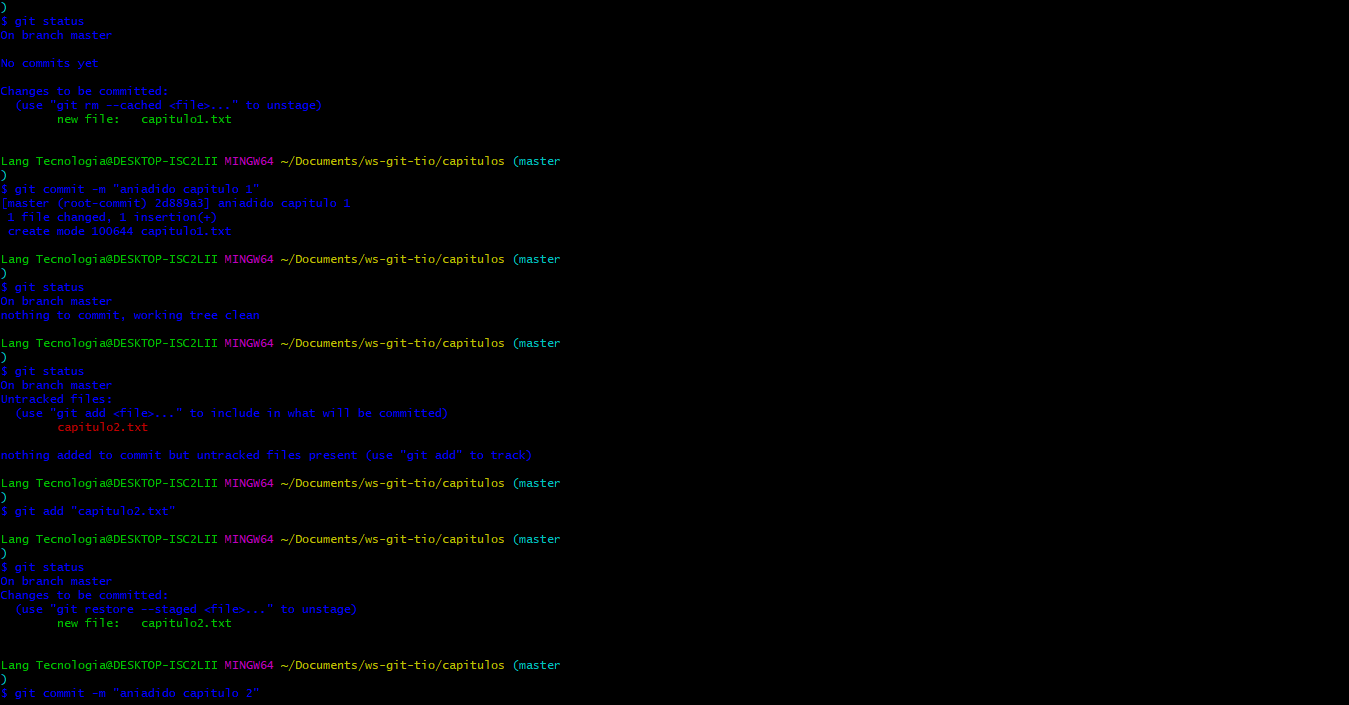 )
$ git status
On branch master

No commits yet

Changes to be committed:
  (use "git rm --cached <file>..." to unstage)
        new file:   capitulo1.txt


Lang Tecnologia@DESKTOP-ISC2LII MINGW64 ~/Documents/ws-git-tio/capitulos (master
)
$ git commit -m "aniadido capitulo 1"
[master (root-commit) 2d889a3] aniadido capitulo 1
 1 file changed, 1 insertion(+)
 create mode 100644 capitulo1.txt

Lang Tecnologia@DESKTOP-ISC2LII MINGW64 ~/Documents/ws-git-tio/capitulos (master
)
$ git status
On branch master
nothing to commit, working tree clean

Lang Tecnologia@DESKTOP-ISC2LII MINGW64 ~/Documents/ws-git-tio/capitulos (master
)
$ git status
On branch master
Untracked files:
  (use "git add <file>..." to include in what will be committed)
        capitulo2.txt

nothing added to commit but untracked files present (use "git add" to track)

Lang Tecnologia@DESKTOP-ISC2LII MINGW64 ~/Documents/ws-git-tio/capitulos (master
)
$ git add "capitulo2.txt"

Lang Tecnologia@DESKTOP-ISC2LII MINGW64 ~/Documents/ws-git-tio/capitulos (master
)
$ git status
On branch master
Changes to be committed:
  (use "git restore --staged <file>..." to unstage)
        new file:   capitulo2.txt


Lang Tecnologia@DESKTOP-ISC2LII MINGW64 ~/Documents/ws-git-tio/capitulos (master
)
$ git commit -m "aniadido capitulo 2"